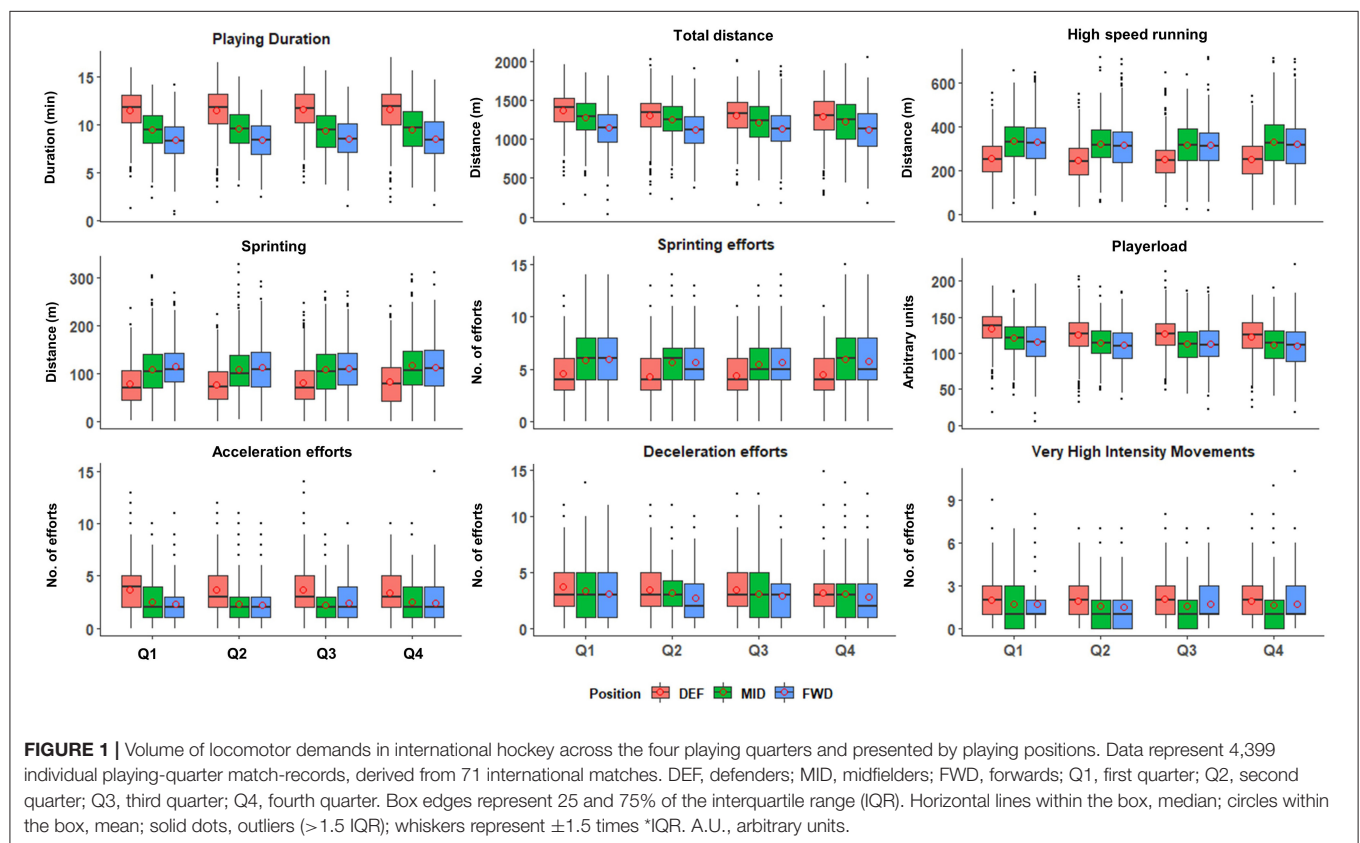 Playing Duration
Total distance
High speed running
Duration (min)
15
10
5
0
Distance (m)
2000
1500
1000
500
0
Distance (m)
600
400
200
0
Sprinting
Sprinting efforts
Playerload
Distance (m)
300
200
100
0
No. of efforts
15
10
5
0
Arbitrary units
200
150
100
50
0
Acceleration efforts
Deceleration efforts
Very High Intensity Movements
No. of efforts
15
10
5
0
Q1 Q2 Q3 Q4
No. of efforts
15
10
5
0
Q1 Q2 Q3 Q4
No. of efforts
9
6
3
0
Q1 Q2 Q3 Q4
Position DEF MID FWD
FIGURE 1 | Volume of locomotor demands in international hockey across the four playing quarters and presented by playing positions. Data represent 4,399
individual playing-quarter match-records, derived from 71 international matches. DEF, defenders; MID, midfielders; FWD, forwards; Q1, first quarter; Q2, second
quarter; Q3, third quarter; Q4, fourth quarter. Box edges represent 25 and 75% of the interquartile range (IQR). Horizontal lines within the box, median; circles within
the box, mean; solid dots, outliers (>1.5 IQR); whiskers represent ±1.5 times *IQR. A.U., arbitrary units.